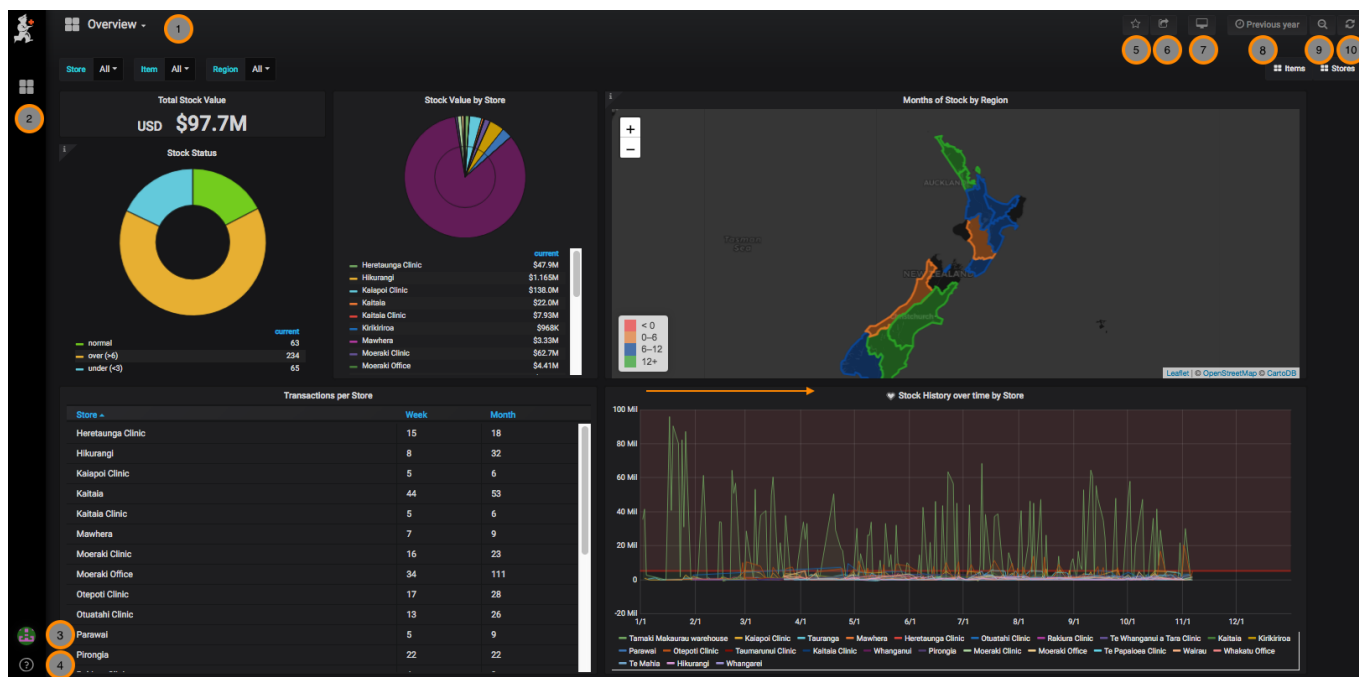 Overview
1
Previous year
5
6
7
8
9
10
Store All Item All Region All
Items Stores
2
Total Stock Value
USD $97.7M
Stock Status
current
normal 63
over (>6) 234
under (<3) 65
Stock Value by Store
current
Heretaunga Clinic $47.9M
Hikurangi $1.165M
Kaiapoi Clinic $138.0M
Kaitaia $22.0M
Kaitaia Clinic $7.93M
Kirikiriroa $968K
Mawhera $3.33M
Moeraki Clinic $62.7M
Moeraki Office $4.41M
i
Months of Stock by Region
+
−
AUCKLAND
Tasman
Sea
NEW ZEALAND
< 0
0–6
6–12
12+
Leaflet | © OpenStreetMap © CartoDB
Transactions per Store
Store Week Month
Heretaunga Clinic 15 18
Hikurangi 8 32
Kaiapoi Clinic 5 6
Kaitaia 44 53
Kaitaia Clinic 5 6
Mawhera 7 9
Moeraki Clinic 16 23
Moeraki Office 34 111
Otepoti Clinic 17 28
Otuatahi Clinic 13 26
Parawai 5 9
Pirongia 22 22
3
4
?
Stock History over time by Store
100 Mil
80 Mil
60 Mil
40 Mil
20 Mil
0
-20 Mil
1/1 2/1 3/1 4/1 5/1 6/1 7/1 8/1 9/1 10/1 11/1 12/1
Tamaki Makaurau warehouse Kaiapoi Clinic Tauranga Mawhera Heretaunga Clinic Otuatahi Clinic Rakiura Clinic Te Whanganui a Tara Clinic Kaitaia Kirikiriroa
Parawai Otepoti Clinic Taumarunui Clinic Kaitaia Clinic Whanganui Pirongia Moeraki Clinic Moeraki Office Te Papaioea Clinic Wairau Whakatu Office
Te Mahia Hikurangi Whangarei